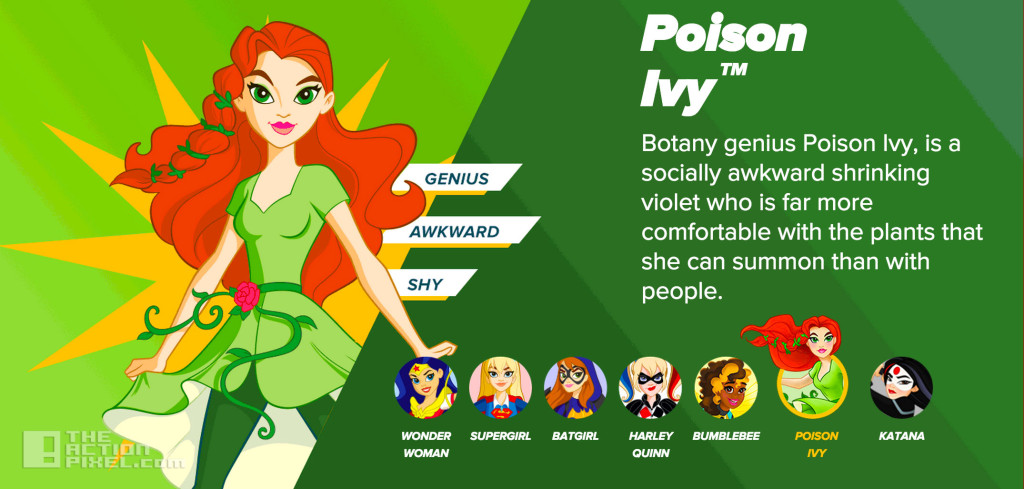 Poison
Ivy™
Botany genius Poison Ivy, is a
socially awkward shrinking
violet who is far more
comfortable with the plants that
she can summon than with
people.
GENIUS
AWKWARD
SHY
WONDER
WOMAN
SUPERGIRL
BATGIRL
HARLEY
QUINN
BUMBLEBEE
POISON
IVY
KATANA
THE
ACTION
PIXEL.com